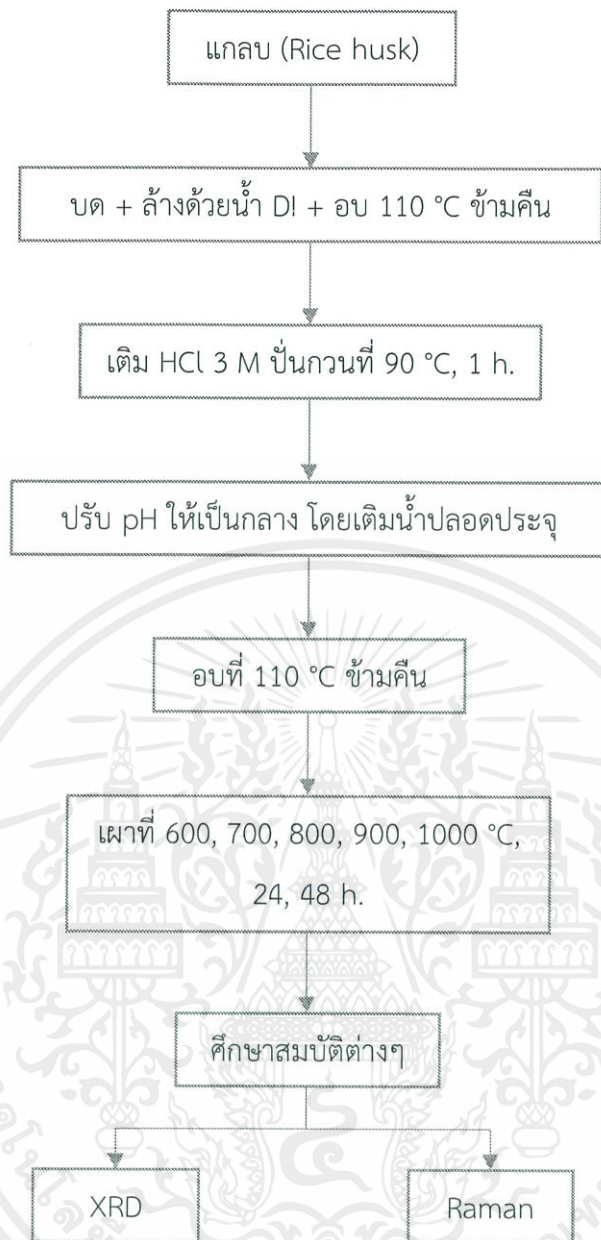 แกลบ (Rice husk)
บด + ล้างด้วยน้ำ DI + อบ 110 °C ข้ามคืน
เติม HCl 3 M ปั่นกวนที่ 90 °C, 1 h.
ปรับ pH ให้เป็นกลาง โดยเติมน้ำปลอดประจุ
อบที่ 110 °C ข้ามคืน
เผาที่ 600, 700, 800, 900, 1000 °C,
24, 48 h.
ศึกษาสมบัติต่างๆ
XRD
Raman